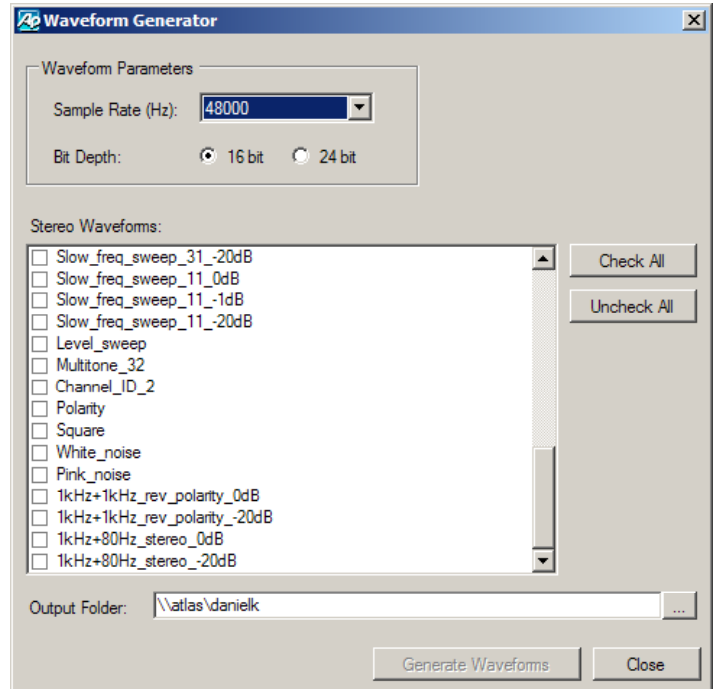 Ap Waveform Generator
Waveform Parameters
Sample Rate (Hz): 48000
Bit Depth: 16 bit 24 bit
Stereo Waveforms:
Slow_freq_sweep_31_-20dB
Slow_freq_sweep_11_0dB
Slow_freq_sweep_11_-1dB
Slow_freq_sweep_11_-20dB
Level_sweep
Multitone_32
Channel_ID_2
Polarity
Square
White_noise
Pink_noise
1kHz+1kHz_rev_polarity_0dB
1kHz+1kHz_rev_polarity_-20dB
1kHz+80Hz_stereo_0dB
1kHz+80Hz_stereo_-20dB
Check All
Uncheck All
Output Folder: \\atlas\danielk ...
Generate Waveforms Close